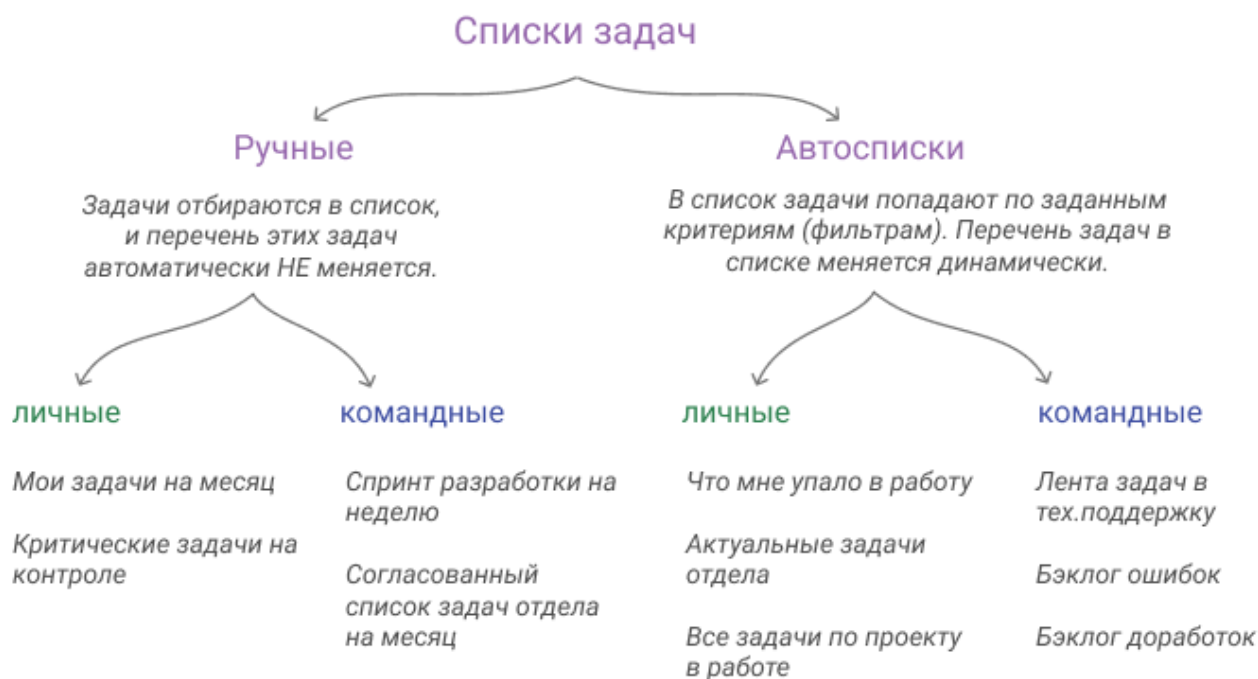 Списки задач
Ручные
Задачи отбираются в список,
и перечень этих задач
автоматически НЕ меняется.
Автосписки
В список задачи попадают по заданным
критериям (фильтрам). Перечень задач в
списке меняется динамически.
личные
Мои задачи на месяц
Критические задачи на
контроле
командные
Спринт разработки на
неделю
Согласованный
список задач отдела
на месяц
личные
Что мне упало в работу
Актуальные задачи
отдела
Все задачи по проекту
в работе
командные
Лента задач в
тех.поддержку
Бэклог ошибок
Бэклог доработок